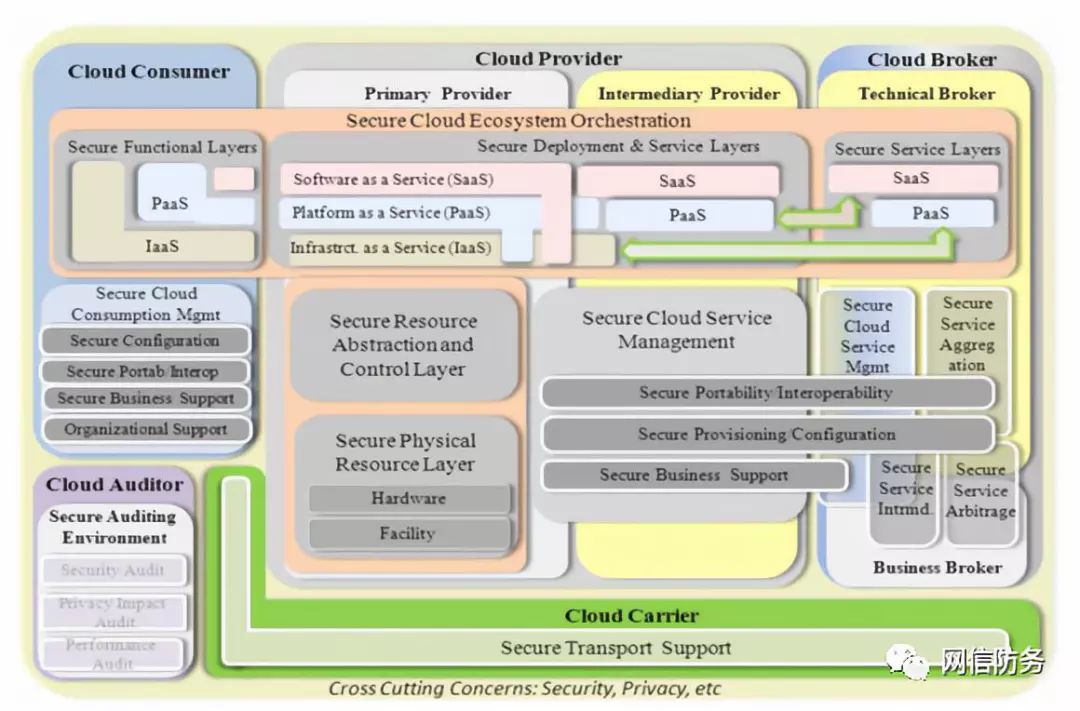 Cloud Consumer
Cloud Provider
Cloud Broker
Primary Provider
Intermediary Provider
Technical Broker
Secure Cloud Ecosystem Orchestration
Secure Functional Layers
Secure Deployment & Service Layers
Secure Service Layers
PaaS
IaaS
Software as a Service (SaaS)
Platform as a Service (PaaS)
Infrastrct. as a Service (IaaS)
SaaS
PaaS
SaaS
PaaS
Secure Cloud
Consumption Mgmt
Secure Configuration
Secure Portab/Interop
Secure Business Support
Organizational Support
Secure Resource
Abstraction and
Control Layer
Secure Physical
Resource Layer
Hardware
Facility
Secure Cloud Service
Management
Secure Portability/Interoperability
Secure Provisioning/Configuration
Secure Business Support
Secure
Cloud
Service
Mgmt
Secure
Service
Aggreg
ation
Secure
Service
Intrmd.
Secure
Service
Arbitrage
Business Broker
Cloud Auditor
Secure Auditing
Environment
Security Audit
Privacy Impact
Audit
Performance
Audit
Cloud Carrier
Secure Transport Support
Cross Cutting Concerns: Security, Privacy, etc
网信防务